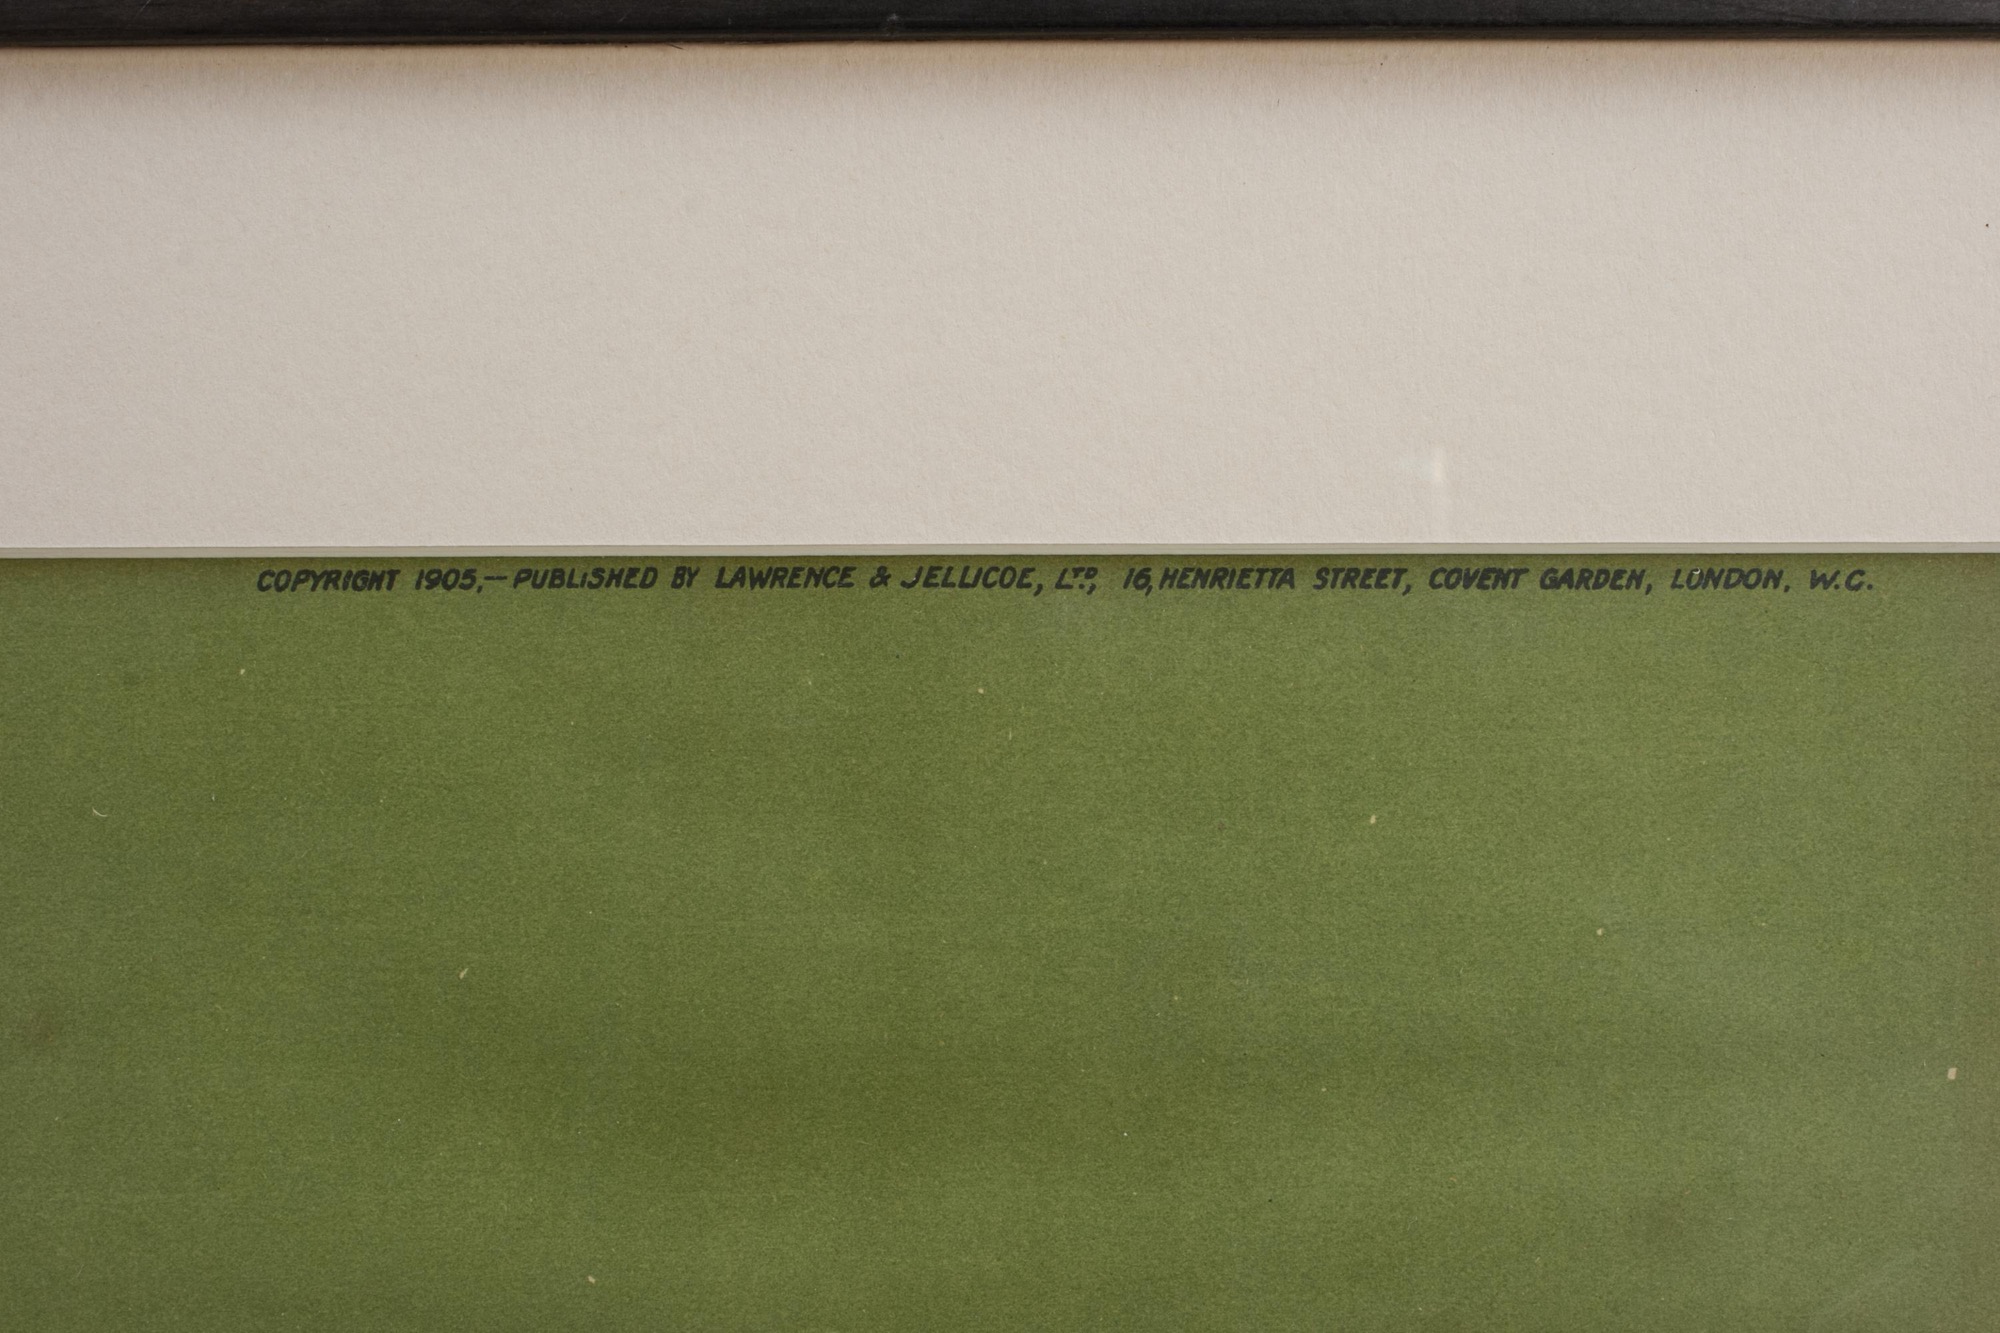 COPYRIGHT 1905,—PUBLISHED BY LAWRENCE & JELLICOE, LTD, 16, HENRIETTA STREET, COVENT GARDEN, LONDON, W.C.